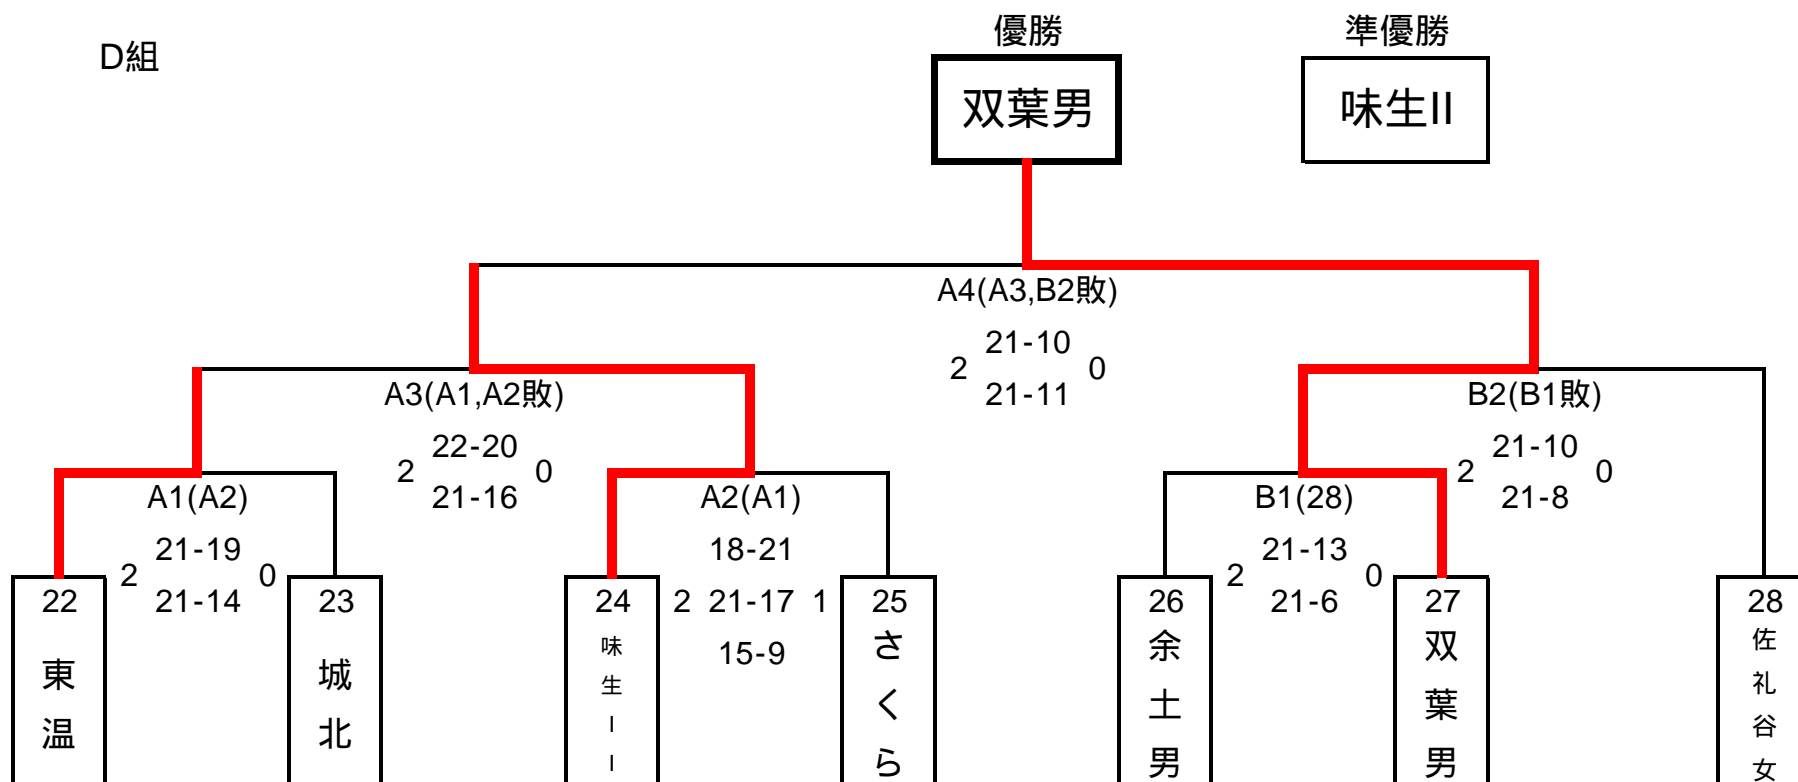 D組
優勝
準優勝
双葉男
味生II
A4(A3,B2敗)
21-10
2 0
21-11
A3(A1,A2敗)
22-20
2 0
21-16
B2(B1敗)
21-10
2 0
21-8
A1(A2)
21-19
2 0
21-14
A2(A1)
18-21
2 21-17 1
15-9
B1(28)
21-13
2 0
21-6
22
東温
23
城北
24
味生II
25
さくら
26
余土男
27
双葉男
28
佐礼谷女